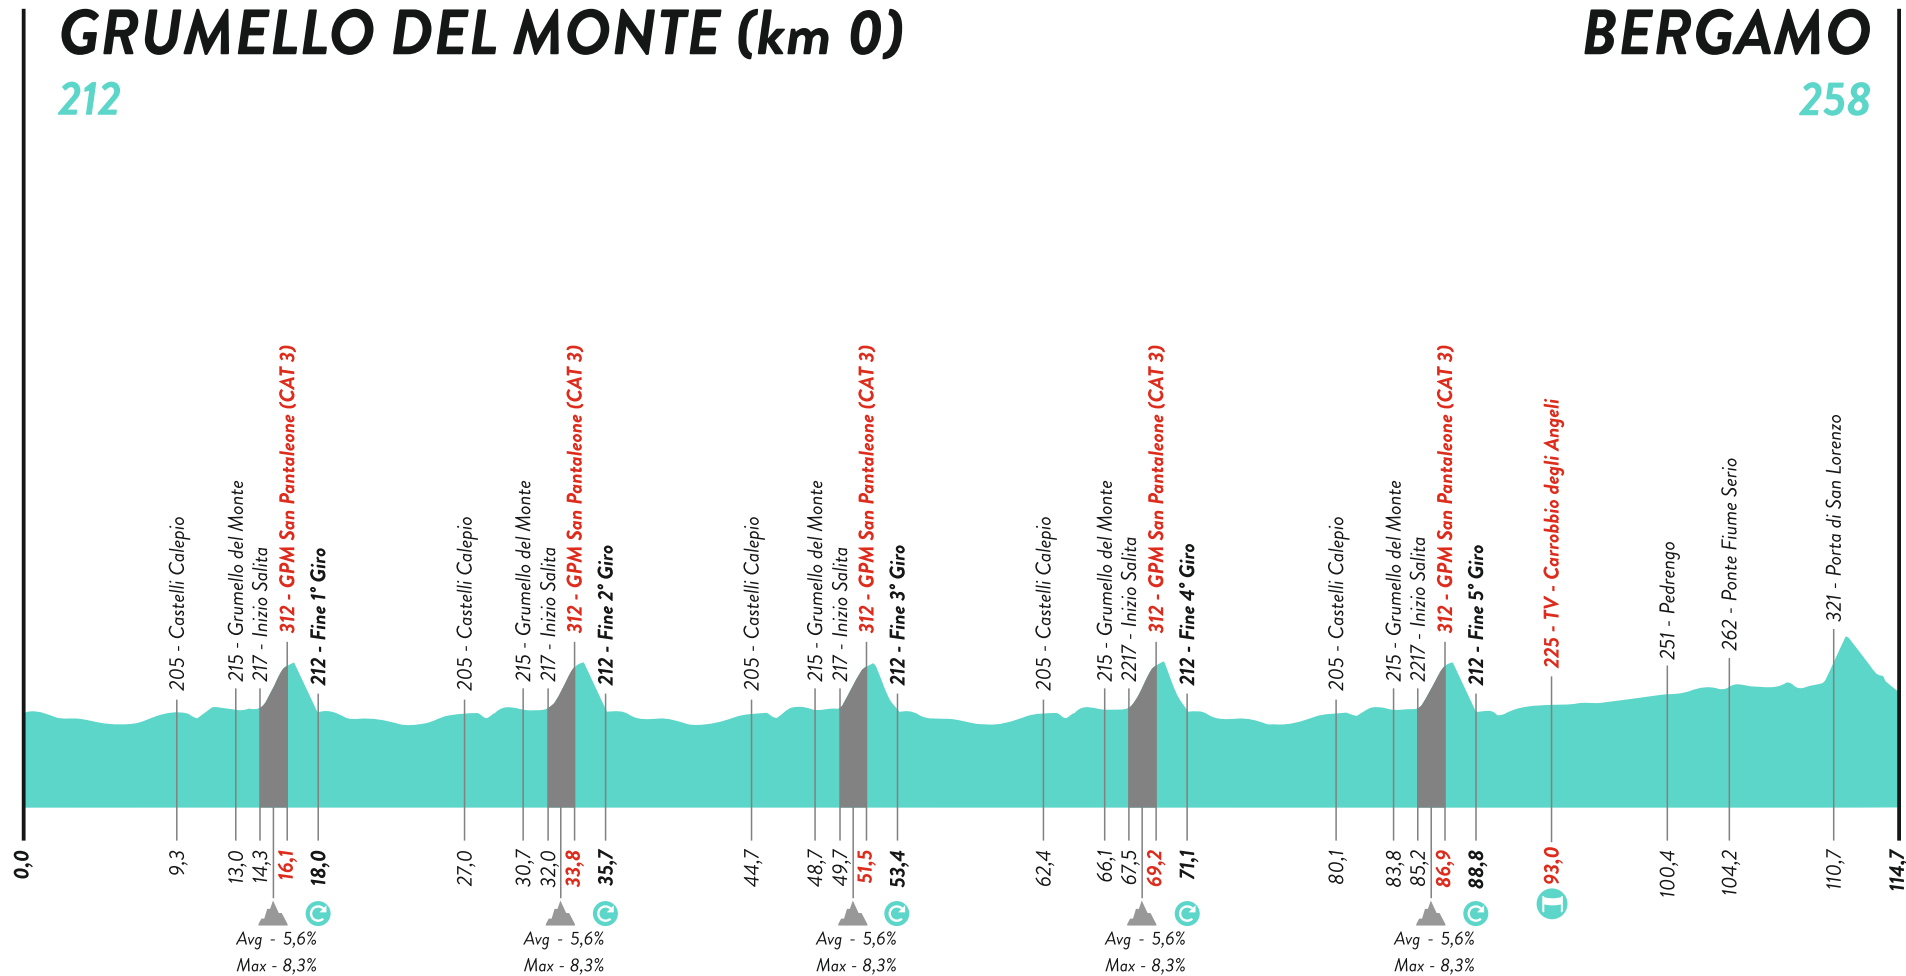 GRUMELLO DEL MONTE (km 0)
212
BERGAMO
258
205 - Castelli Calepio
215 - Grumello del Monte
217 - Inizio Salita
312 - GPM San Pantaleone (CAT 3)
212 - Fine 1° Giro
205 - Castelli Calepio
215 - Grumello del Monte
217 - Inizio Salita
312 - GPM San Pantaleone (CAT 3)
212 - Fine 2° Giro
205 - Castelli Calepio
215 - Grumello del Monte
217 - Inizio Salita
312 - GPM San Pantaleone (CAT 3)
212 - Fine 3° Giro
205 - Castelli Calepio
215 - Grumello del Monte
2217 - Inizio Salita
312 - GPM San Pantaleone (CAT 3)
212 - Fine 4° Giro
205 - Castelli Calepio
215 - Grumello del Monte
2217 - Inizio Salita
312 - GPM San Pantaleone (CAT 3)
212 - Fine 5° Giro
225 - TV - Carrobbio degli Angeli
251 - Pedrengo
262 - Ponte Fiume Serio
321 - Porta di San Lorenzo
0,0
9,3
13,0
14,3
16,1
18,0
27,0
30,7
32,0
33,8
35,7
44,7
48,7
49,7
51,5
53,4
62,4
66,1
67,5
69,2
71,1
80,1
83,8
85,2
86,9
88,8
93,0
100,4
104,2
110,7
114,7
Avg - 5,6%
Max - 8,3%
Avg - 5,6%
Max - 8,3%
Avg - 5,6%
Max - 8,3%
Avg - 5,6%
Max - 8,3%
Avg - 5,6%
Max - 8,3%